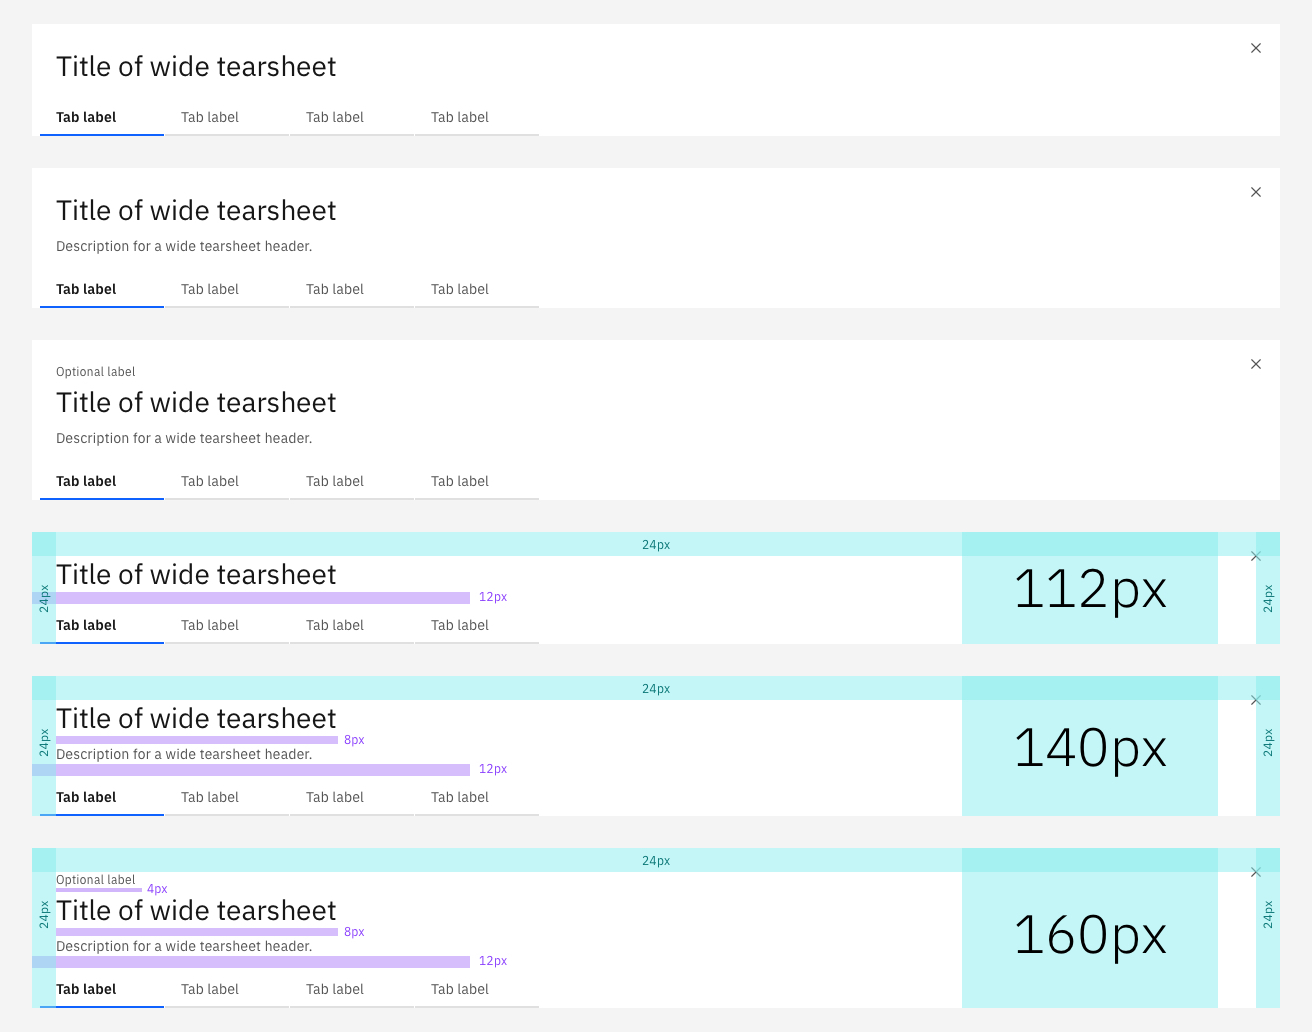 Title of wide tearsheet
Tab label Tab label Tab label Tab label
Title of wide tearsheet
Description for a wide tearsheet header.
Tab label Tab label Tab label Tab label
Optional label
Title of wide tearsheet
Description for a wide tearsheet header.
Tab label Tab label Tab label Tab label
24px
Title of wide tearsheet
24px
12px
112px
24px
Tab label Tab label Tab label Tab label
24px
Title of wide tearsheet
24px
8px
Description for a wide tearsheet header.
12px
140px
24px
Tab label Tab label Tab label Tab label
24px
Optional label
4px
24px
Title of wide tearsheet
8px
Description for a wide tearsheet header.
12px
160px
24px
Tab label Tab label Tab label Tab label